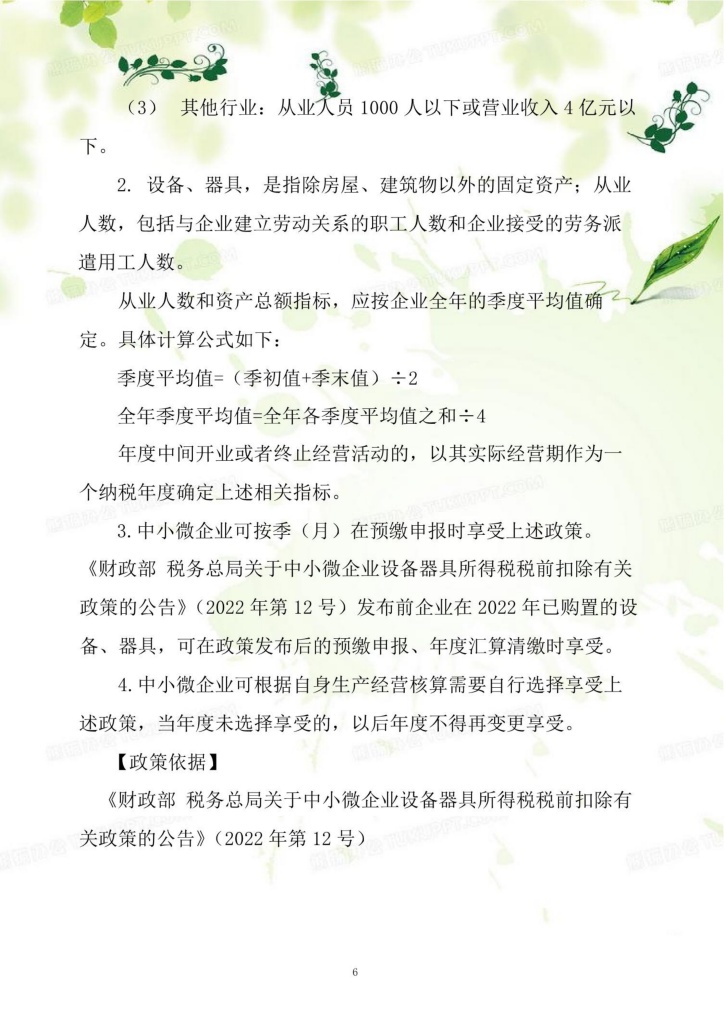 （3） 其他行业：从业人员 1000 人以下或营业收入 4 亿元以
下。
2. 设备、器具，是指除房屋、建筑物以外的固定资产；从业
人数，包括与企业建立劳动关系的职工人数和企业接受的劳务派
遣用工人数。
从业人数和资产总额指标，应按企业全年的季度平均值确
定。具体计算公式如下：
季度平均值=（季初值+季末值）÷2
全年季度平均值=全年各季度平均值之和÷4
年度中间开业或者终止经营活动的，以其实际经营期作为一
个纳税年度确定上述相关指标。
3.中小微企业可按季（月）在预缴申报时享受上述政策。
《财政部 税务总局关于中小微企业设备器具所得税税前扣除有关
政策的公告》（2022 年第 12 号）发布前企业在 2022 年已购置的设
备、器具，可在政策发布后的预缴申报、年度汇算清缴时享受。
4.中小微企业可根据自身生产经营核算需要自行选择享受上
述政策，当年度未选择享受的，以后年度不得再变更享受。
【政策依据】
《财政部 税务总局关于中小微企业设备器具所得税税前扣除有
关政策的公告》（2022 年第 12 号）
6